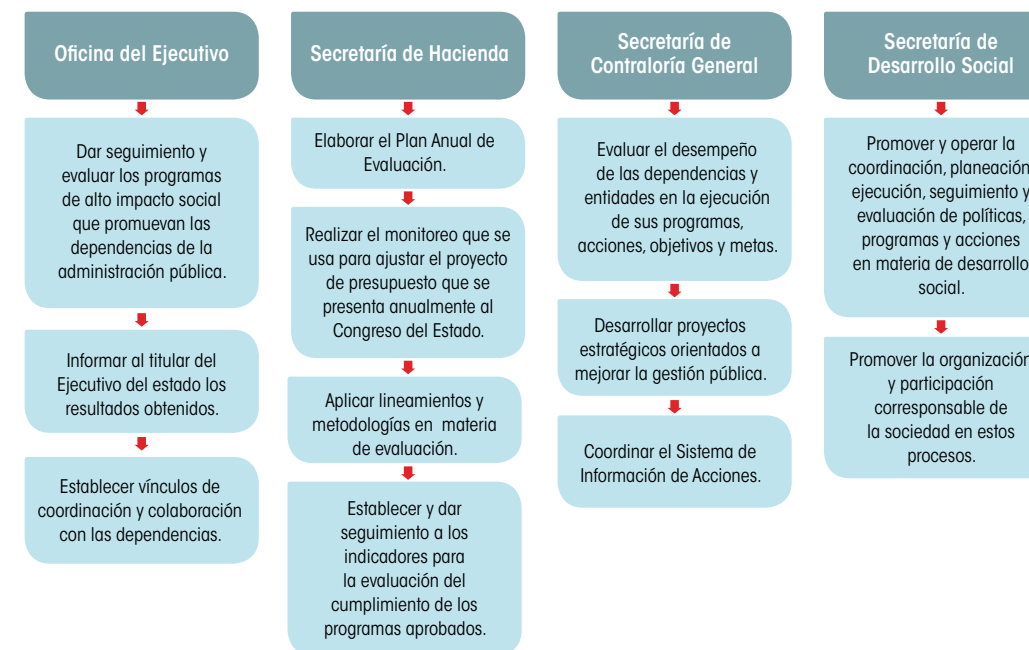 Oficina del Ejecutivo
Dar seguimiento y
evaluar los programas
de alto impacto social
que promuevan las
dependencias de la
administración pública.
Informar al titular del
Ejecutivo del estado los
resultados obtenidos.
Establecer vínculos de
coordinación y colaboración
con las dependencias.
Secretaría de Hacienda
Elaborar el Plan Anual de
Evaluación.
Realizar el monitoreo que se
usa para ajustar el proyecto
de presupuesto que se
presenta anualmente al
Congreso del Estado.
Aplicar lineamientos y
metodologías en materia
de evaluación.
Establecer y dar
seguimiento a los
indicadores para
la evaluación del
cumplimiento de los
programas aprobados.
Secretaría de
Contraloría General
Evaluar el desempeño
de las dependencias y
entidades en la ejecución
de sus programas,
acciones, objetivos y metas.
Desarrollar proyectos
estratégicos orientados a
mejorar la gestión pública.
Coordinar el Sistema de
Información de Acciones.
Secretaría de
Desarrollo Social
Promover y operar la
coordinación, planeación
ejecución, seguimiento y
evaluación de políticas,
programas y acciones
en materia de desarrollo
social.
Promover la organización
y participación
corresponsable de
la sociedad en estos
procesos.